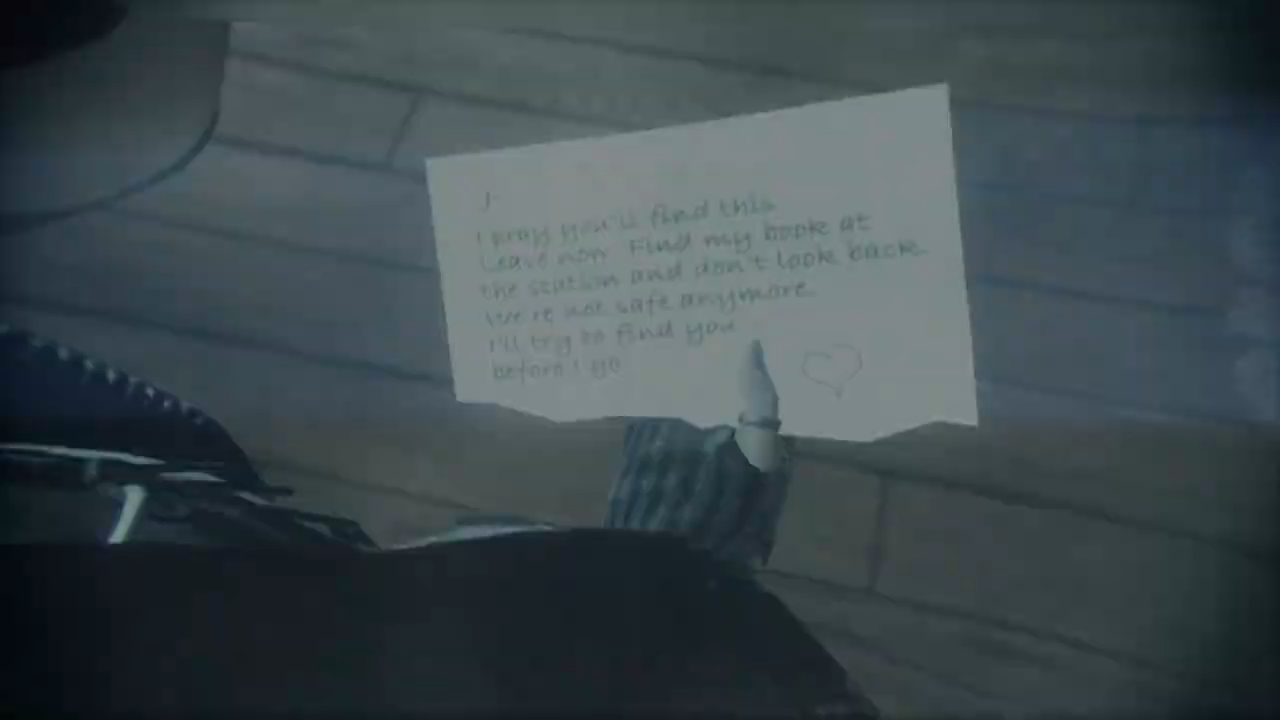 J-
I pray you'll find this
Leave now. Find my book at
the station and don't look back.
We're not safe anymore.
I'll try to find you
before I go